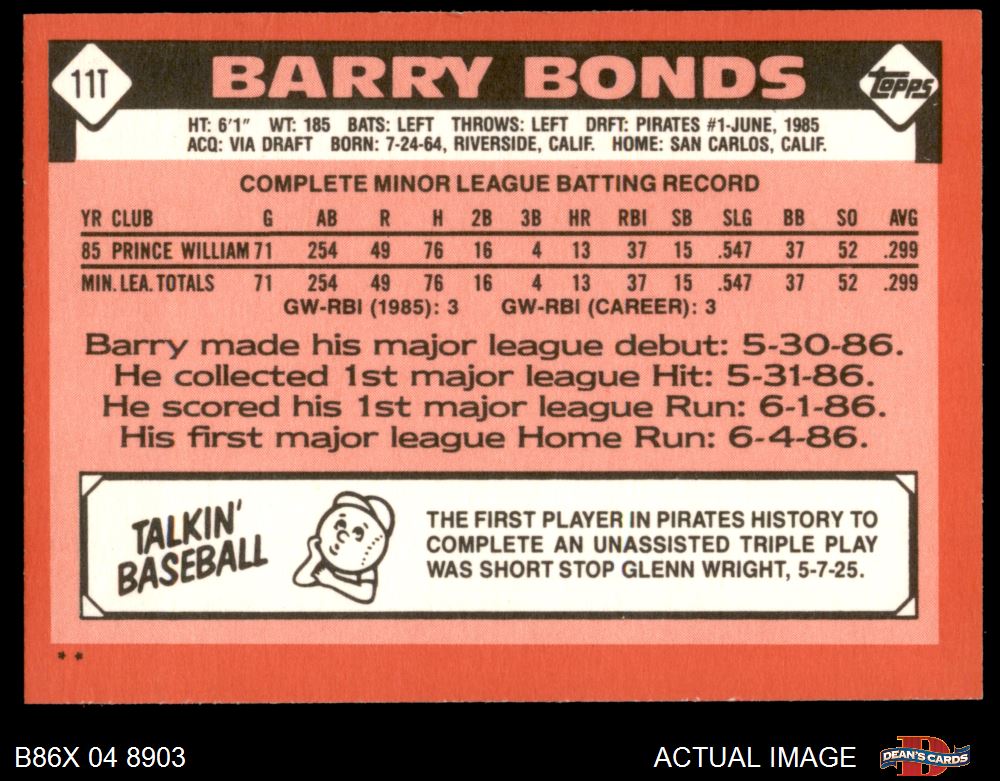 11T
BARRY BONDS
TOPPS
HT: 6'1" WT: 185 BATS: LEFT THROWS: LEFT DRFT: PIRATES #1-JUNE, 1985
ACQ: VIA DRAFT BORN: 7-24-64, RIVERSIDE, CALIF. HOME: SAN CARLOS, CALIF.
COMPLETE MINOR LEAGUE BATTING RECORD
YR CLUB G AB R H 2B 3B HR RBI SB SLG BB SO AVG
85 PRINCE WILLIAM 71 254 49 76 16 4 13 37 15 .547 37 52 .299
MIN. LEA. TOTALS 71 254 49 76 16 4 13 37 15 .547 37 52 .299
GW-RBI (1985): 3 GW-RBI (CAREER): 3
Barry made his major league debut: 5-30-86.
He collected 1st major league Hit: 5-31-86.
He scored his 1st major league Run: 6-1-86.
His first major league Home Run: 6-4-86.
TALKIN'
BASEBALL
THE FIRST PLAYER IN PIRATES HISTORY TO
COMPLETE AN UNASSISTED TRIPLE PLAY
WAS SHORT STOP GLENN WRIGHT, 5-7-25.
* *
B86X 04 8903
ACTUAL IMAGE
D
DEAN'S CARDS